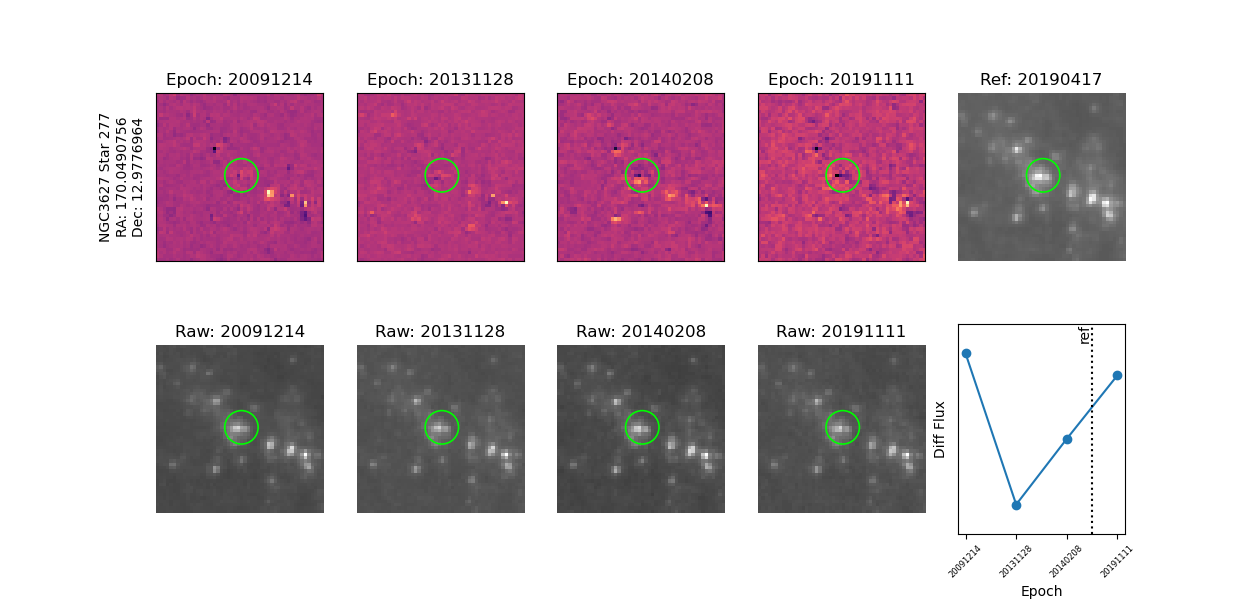 NGC3627 Star 277
RA: 170.0490756
Dec: 12.9776964
Epoch: 20091214
Epoch: 20131128
Epoch: 20140208
Epoch: 20191111
Ref: 20190417
Raw: 20091214
Raw: 20131128
Raw: 20140208
Raw: 20191111
ref
Diff Flux
20091214
20131128
20140208
20191111
Epoch